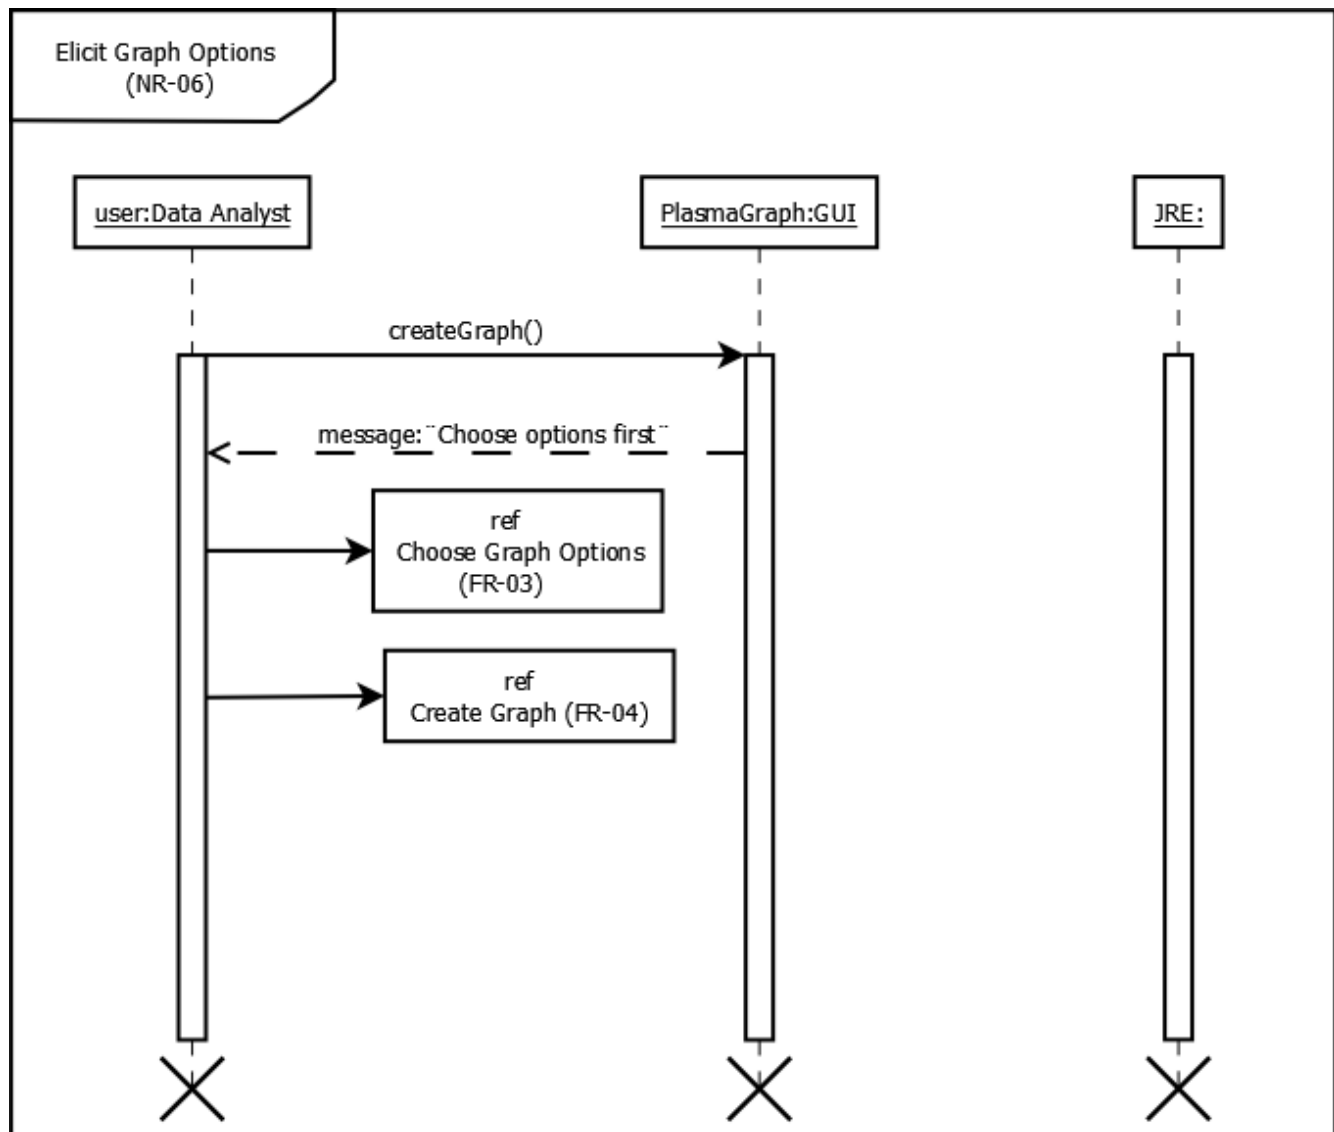 Elicit Graph Options
(NR-06)
user:Data Analyst
PlasmaGraph:GUI
JRE:
createGraph()
message:¨Choose options first¨
ref
Choose Graph Options
(FR-03)
ref
Create Graph (FR-04)